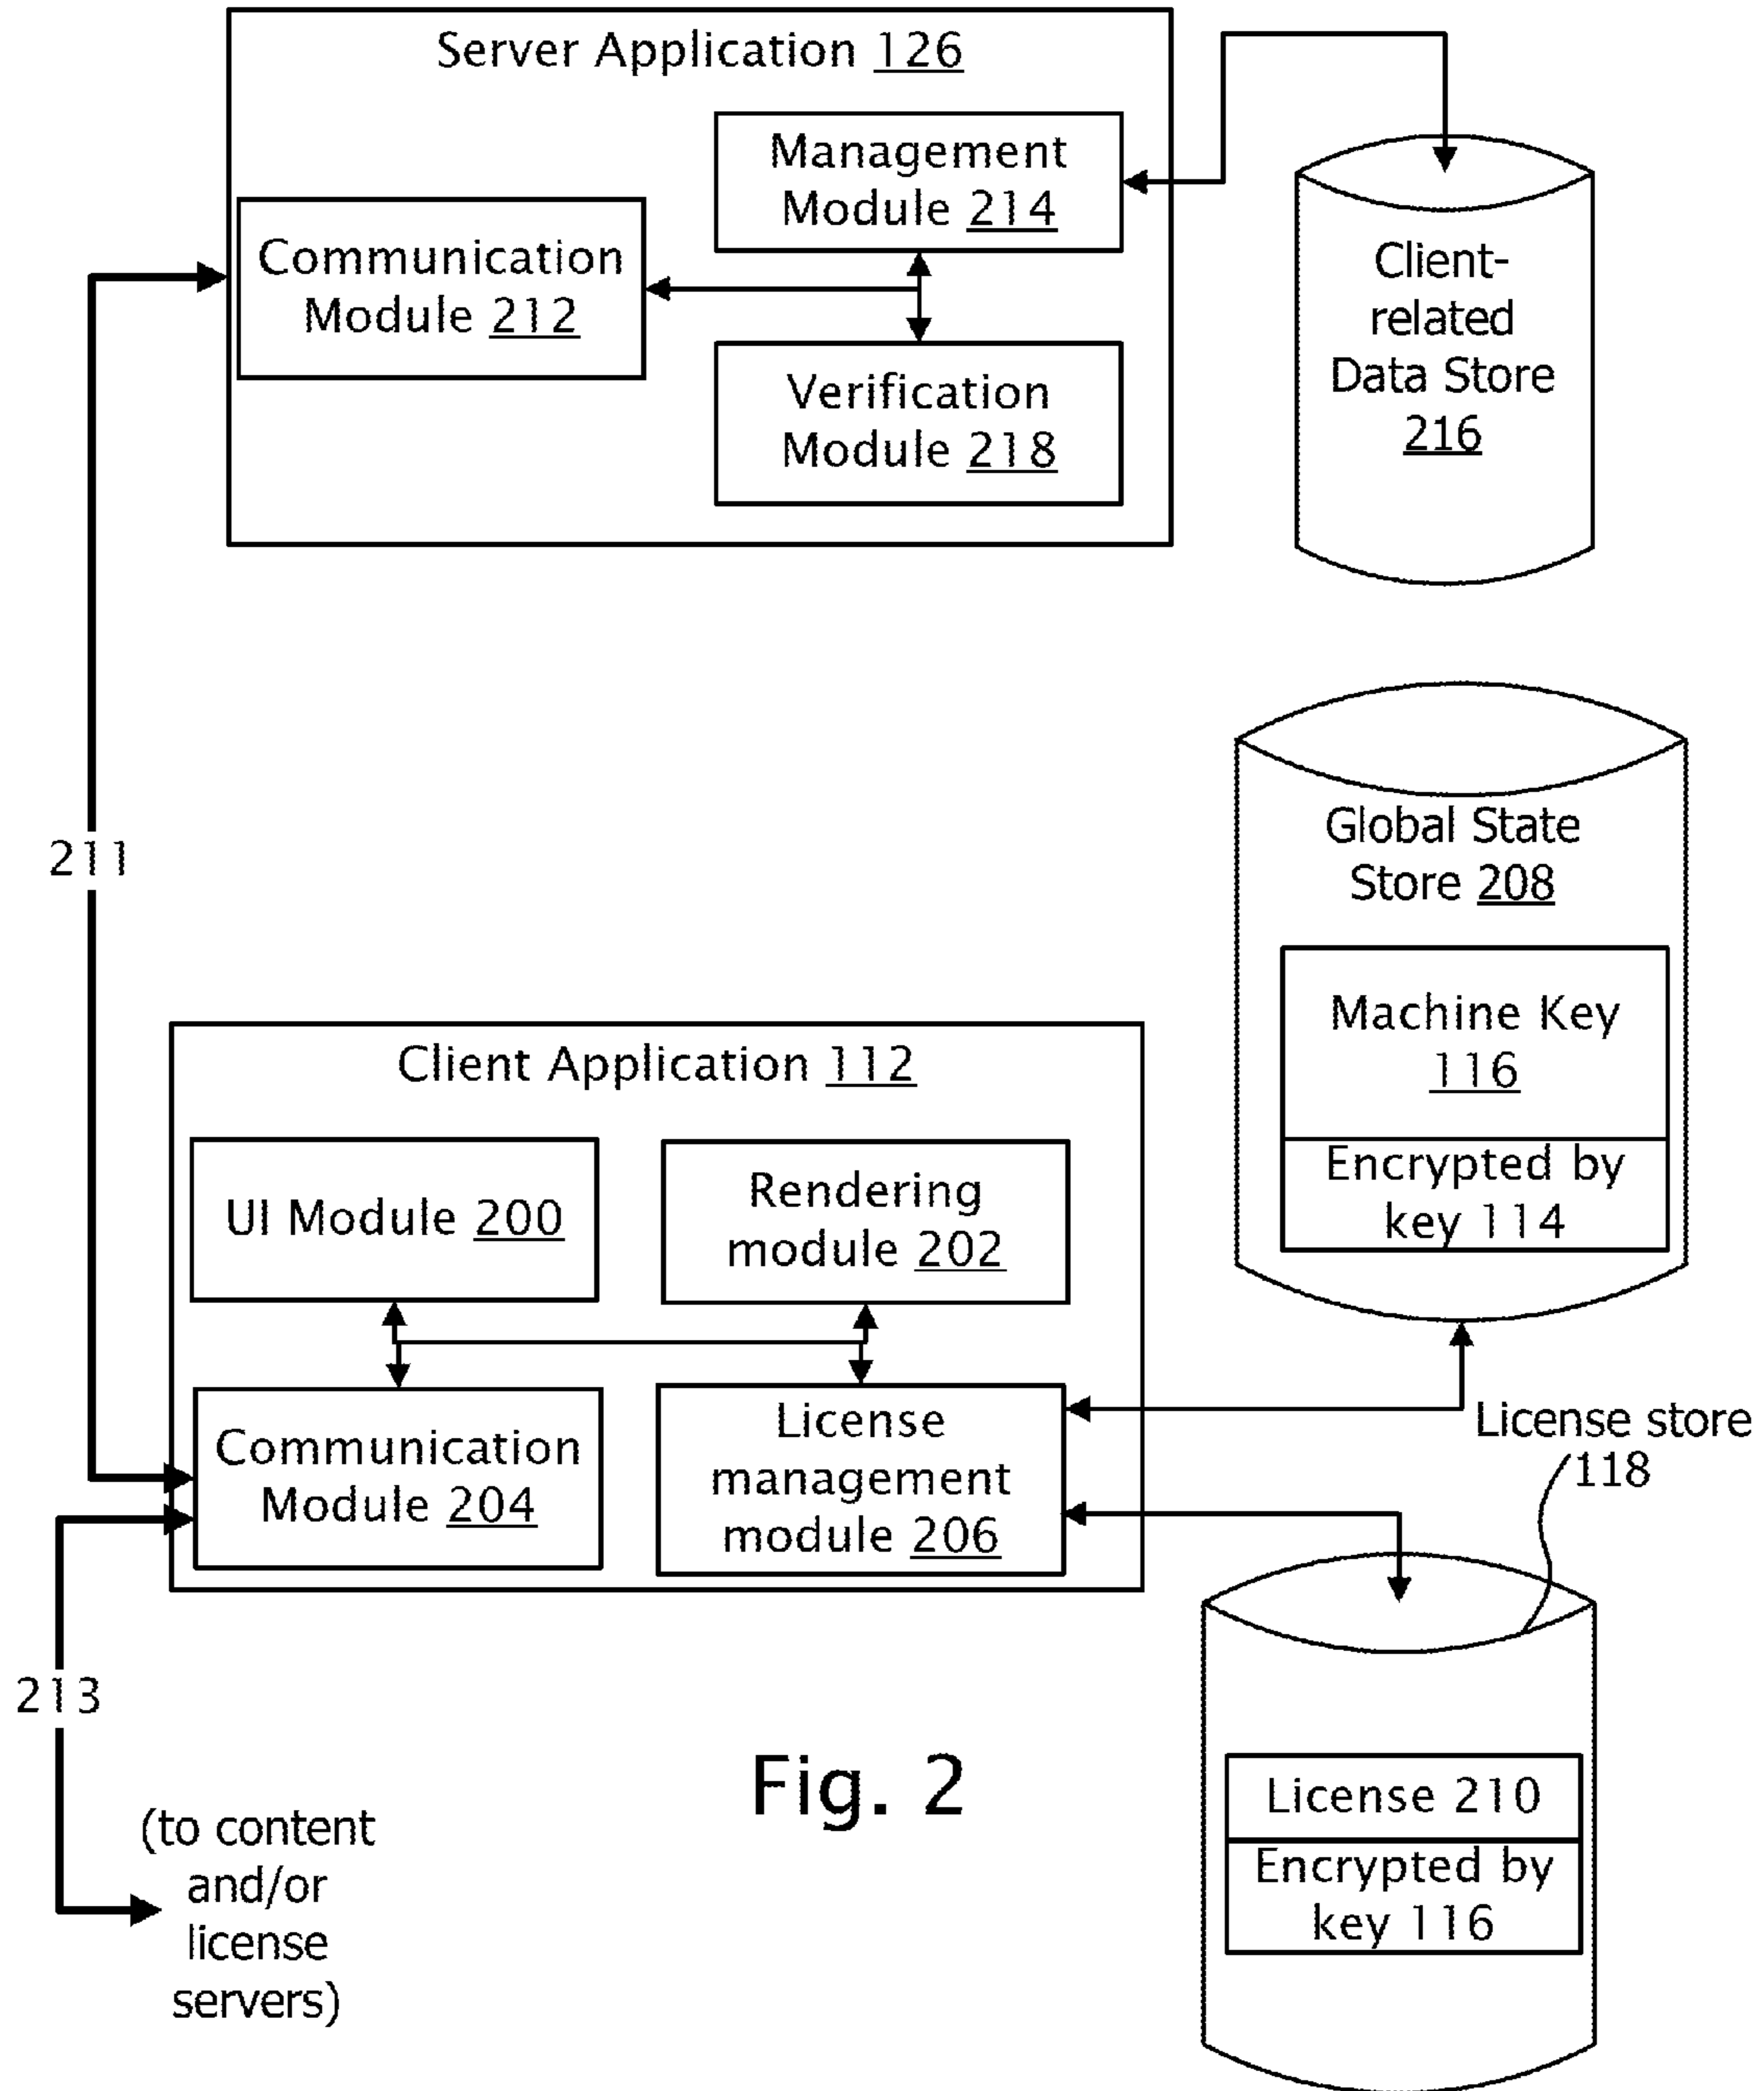 Server Application 126
Management
Module 214
Communication
Module 212
Verification
Module 218
Client-
related
Data Store
216
211
Global State
Store 208
Machine Key
116
Encrypted by
key 114
Client Application 112
UI Module 200
Rendering
module 202
Communication
Module 204
License
management
module 206
License store
118
213
(to content
and/or
license
servers)
Fig. 2
License 210
Encrypted by
key 116